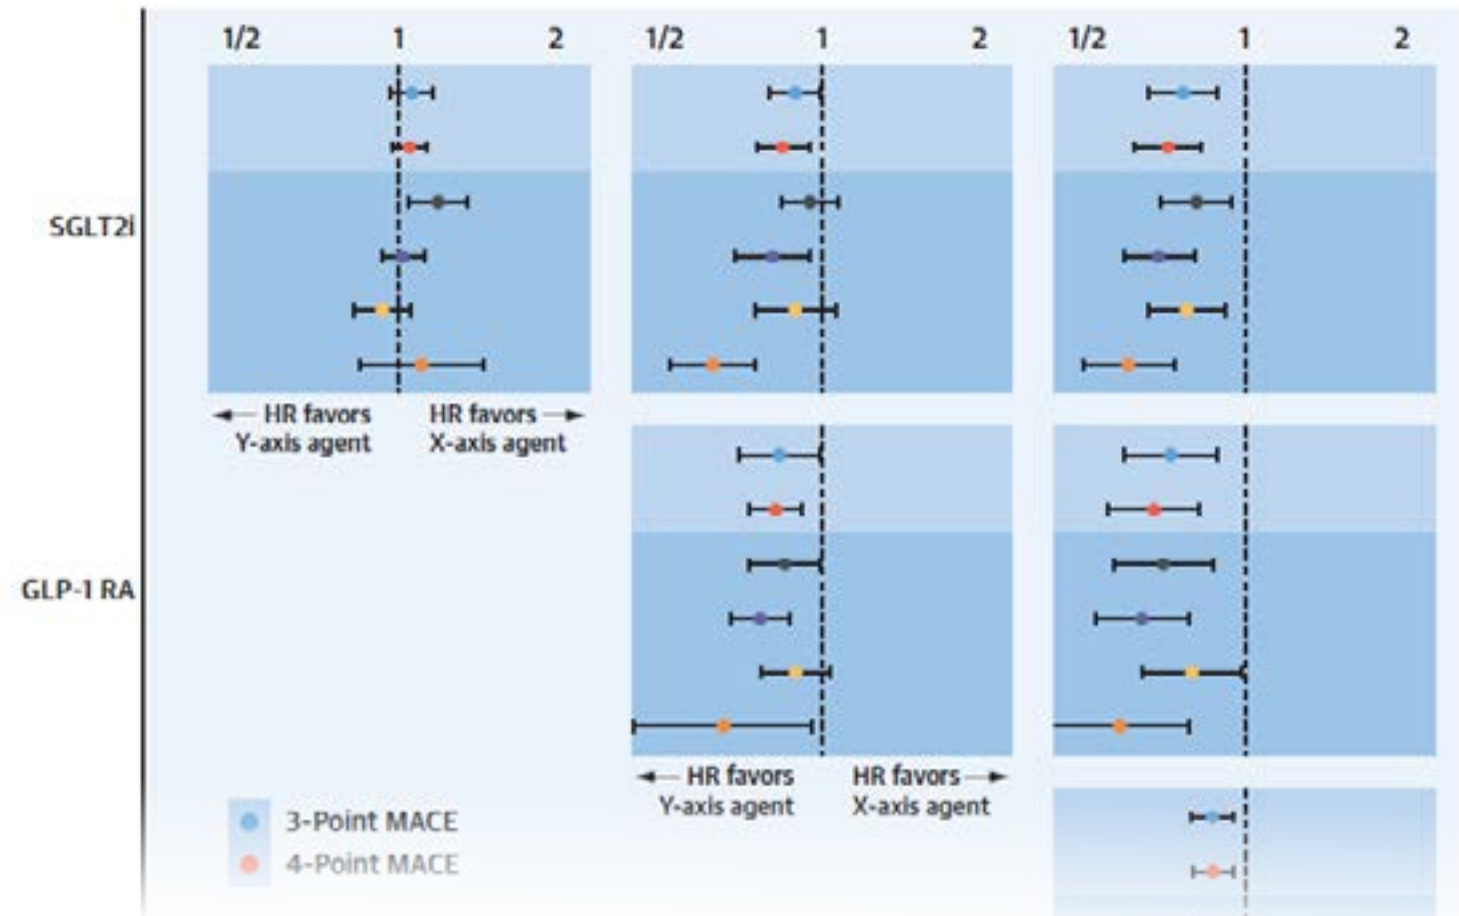 1/2 1 2 1/2 1 2 1/2 1 2
SGLT2i
HR favors HR favors
Y-axis agent X-axis agent
GLP-1 RA
HR favors HR favors
Y-axis agent X-axis agent
3-Point MACE
4-Point MACE